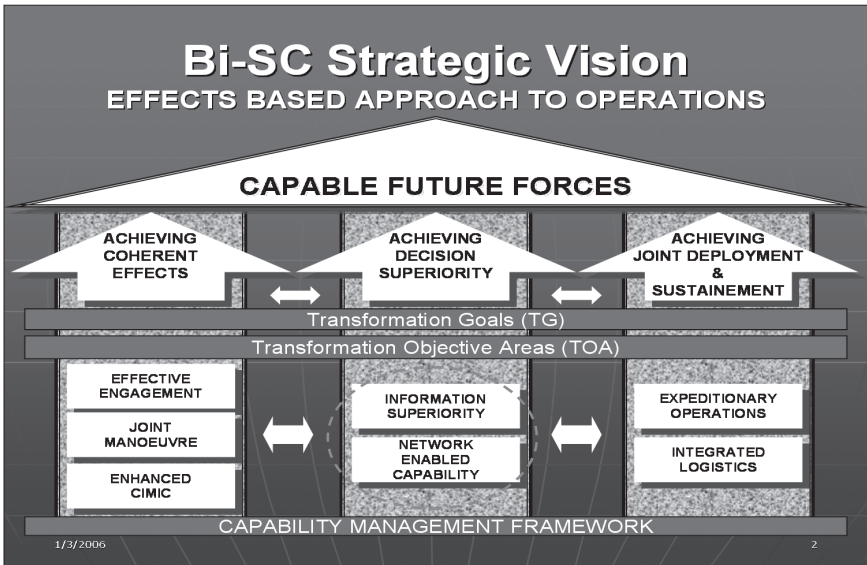 Bi-SC Strategic Vision
EFFECTS BASED APPROACH TO OPERATIONS
CAPABLE FUTURE FORCES
ACHIEVING
COHERENT
EFFECTS
ACHIEVING
DECISION
SUPERIORITY
ACHIEVING
JOINT DEPLOYMENT
&
SUSTAINEMENT
Transformation Goals (TG)
Transformation Objective Areas (TOA)
EFFECTIVE
ENGAGEMENT
JOINT
MANOEUVRE
ENHANCED
CIMIC
INFORMATION
SUPERIORITY
NETWORK
ENABLED
CAPABILITY
EXPEDITIONARY
OPERATIONS
INTEGRATED
LOGISTICS
CAPABILITY MANAGEMENT FRAMEWORK
1/3/2006
2